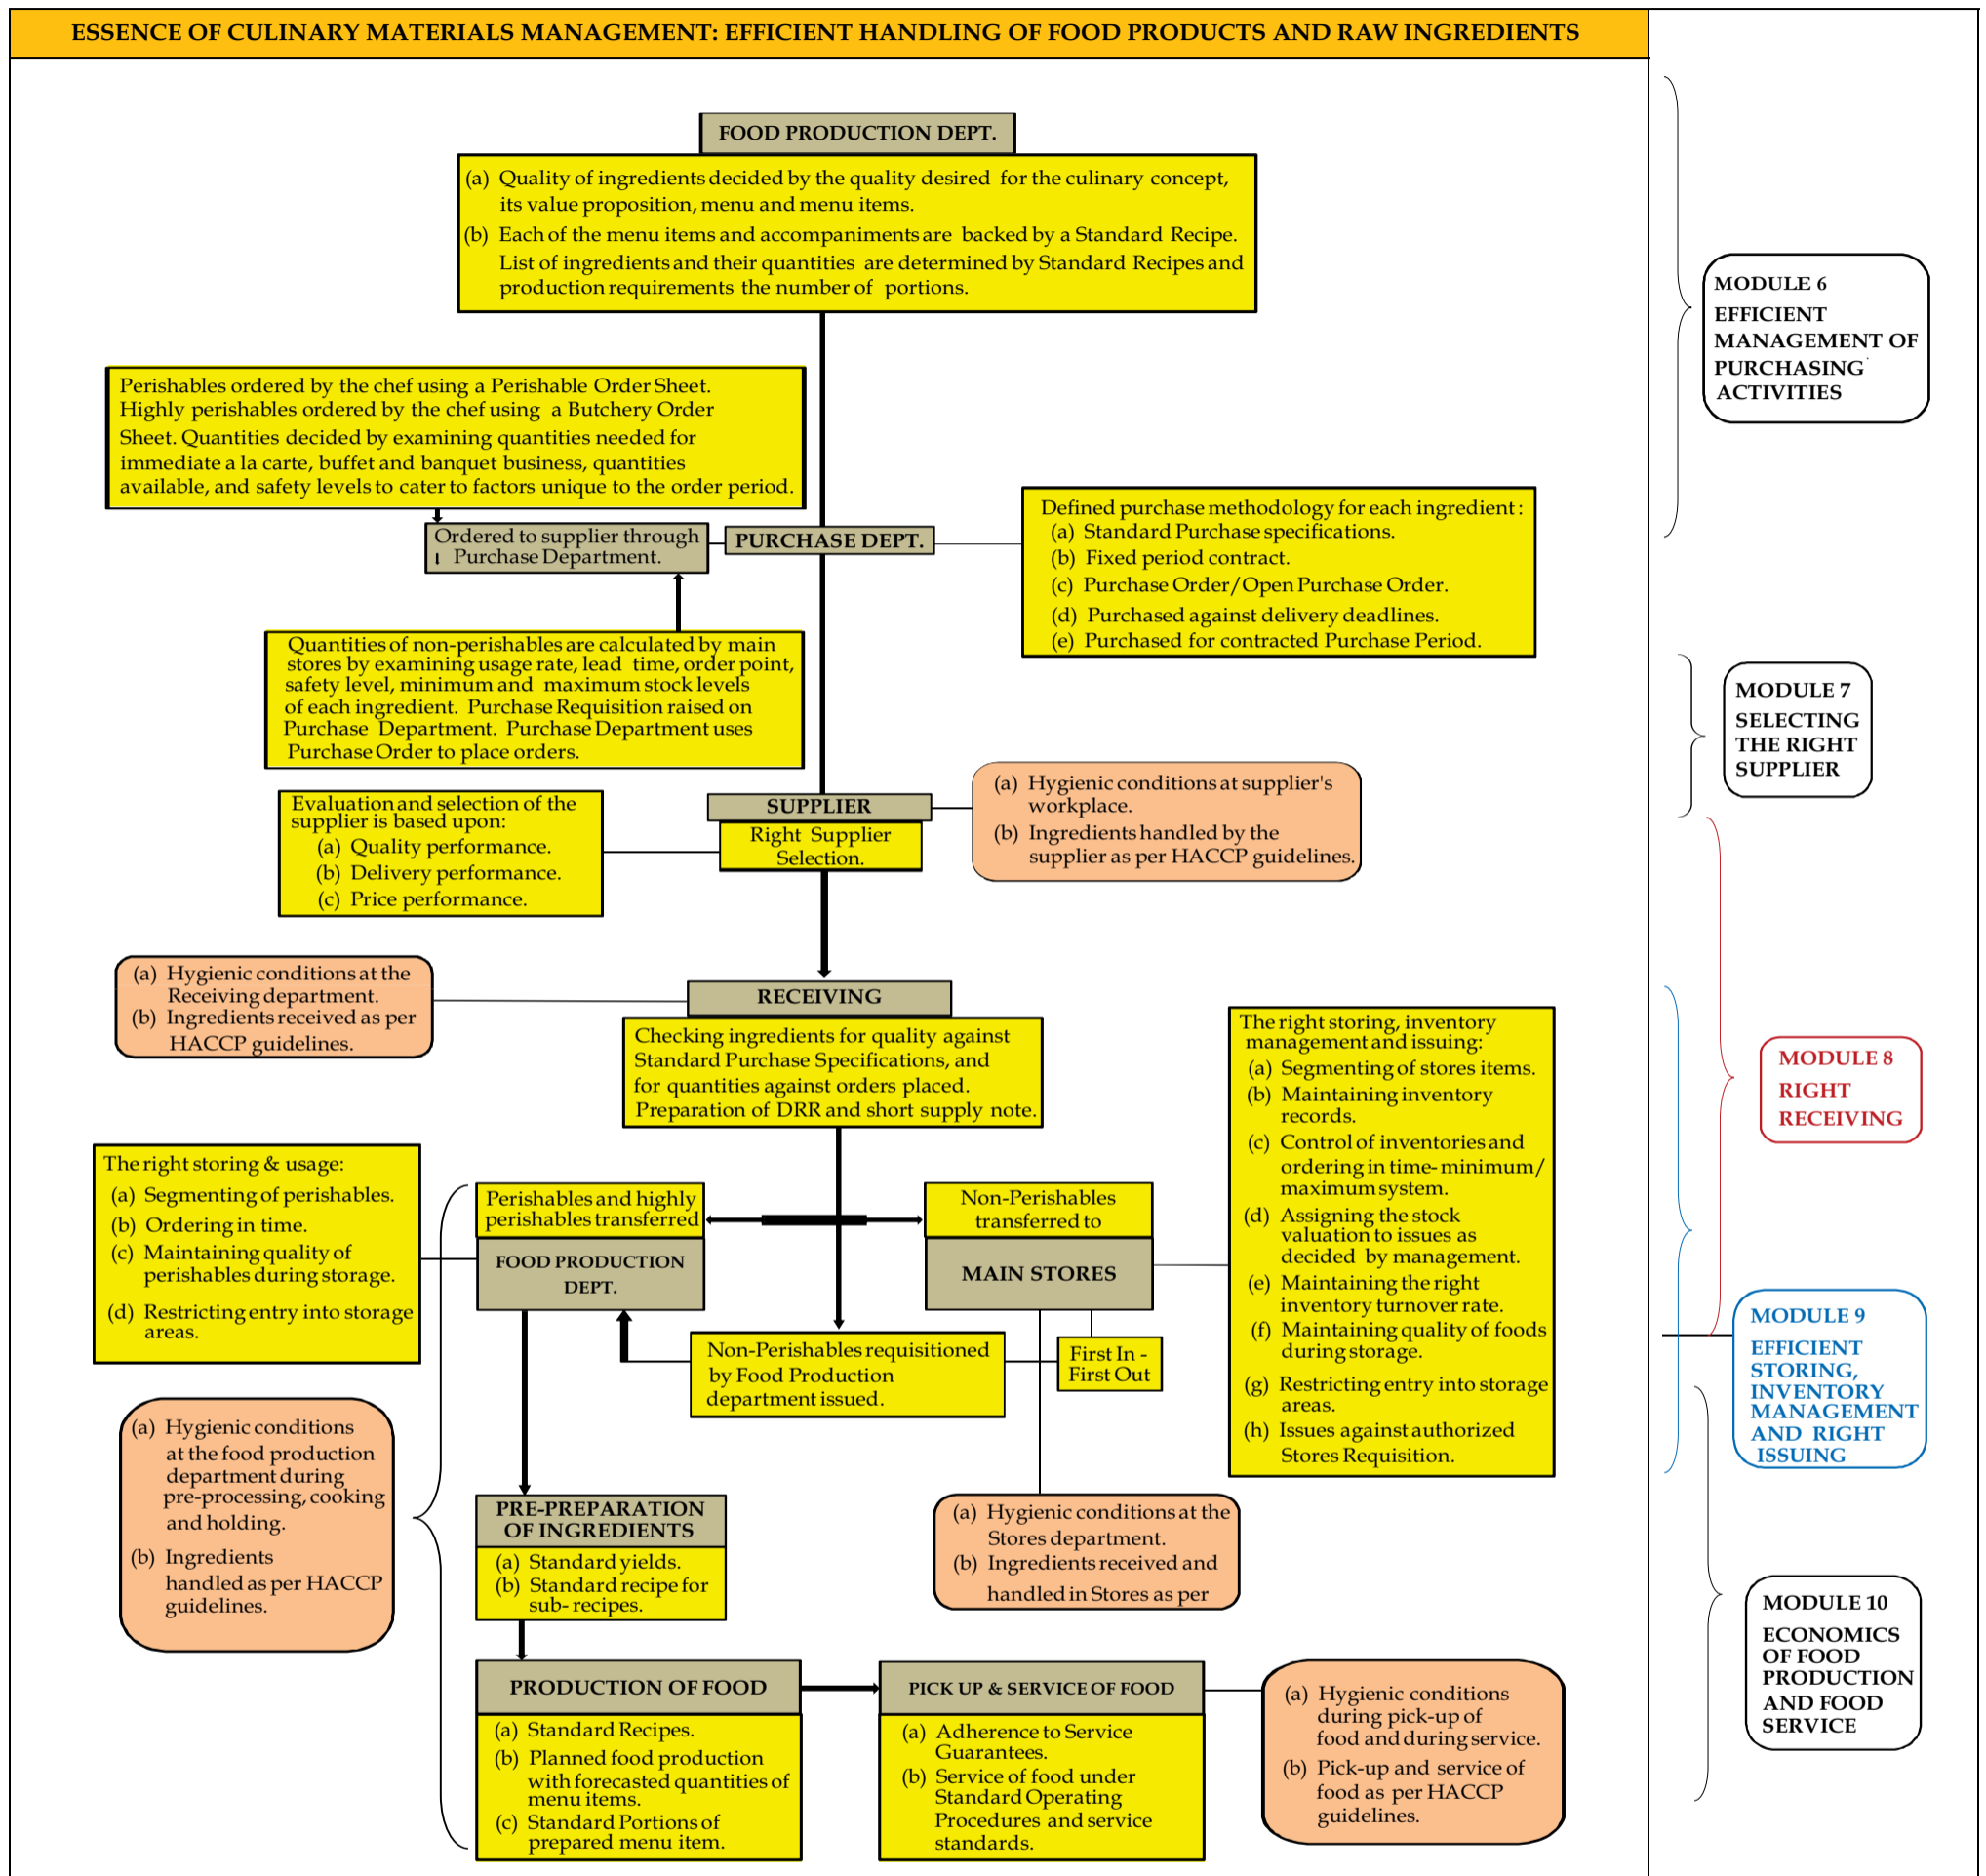 ESSENCE OF CULINARY MATERIALS MANAGEMENT: EFFICIENT HANDLING OF FOOD PRODUCTS AND RAW INGREDIENTS
FOOD PRODUCTION DEPT.
(a) Quality of ingredients decided by the quality desired for the culinary concept,
its value proposition, menu and menu items.
(b) Each of the menu items and accompaniments are backed by a Standard Recipe.
List of ingredients and their quantities are determined by Standard Recipes and
production requirements the number of portions.
MODULE 6
EFFICIENT
MANAGEMENT OF
PURCHASING
ACTIVITIES
Perishables ordered by the chef using a Perishable Order Sheet.
Highly perishables ordered by the chef using a Butchery Order
Sheet. Quantities decided by examining quantities needed for
immediate a la carte, buffet and banquet business, quantities
available, and safety levels to cater to factors unique to the order period.
Ordered to supplier through
Purchase Department.
PURCHASE DEPT.
Defined purchase methodology for each ingredient :
(a) Standard Purchase specifications.
(b) Fixed period contract.
(c) Purchase Order/Open Purchase Order.
(d) Purchased against delivery deadlines.
(e) Purchased for contracted Purchase Period.
Quantities of non-perishables are calculated by main
stores by examining usage rate, lead time, order point,
safety level, minimum and maximum stock levels
of each ingredient. Purchase Requisition raised on
Purchase Department. Purchase Department uses
Purchase Order to place orders.
MODULE 7
SELECTING
THE RIGHT
SUPPLIER
Evaluation and selection of the
supplier is based upon:
(a) Quality performance.
(b) Delivery performance.
(c) Price performance.
SUPPLIER
Right Supplier
Selection.
(a) Hygienic conditions at supplier's
workplace.
(b) Ingredients handled by the
supplier as per HACCP guidelines.
(a) Hygienic conditions at the
Receiving department.
(b) Ingredients received as per
HACCP guidelines.
RECEIVING
Checking ingredients for quality against
Standard Purchase Specifications, and
for quantities against orders placed.
Preparation of DRR and short supply note.
The right storing, inventory
management and issuing:
(a) Segmenting of stores items.
(b) Maintaining inventory
records.
(c) Control of inventories and
ordering in time- minimum/
maximum system.
(d) Assigning the stock
valuation to issues as
decided by management.
(e) Maintaining the right
inventory turnover rate.
(f) Maintaining quality of foods
during storage.
(g) Restricting entry into storage
areas.
(h) Issues against authorized
Stores Requisition.
MODULE 8
RIGHT
RECEIVING
The right storing & usage:
(a) Segmenting of perishables.
(b) Ordering in time.
(c) Maintaining quality of
perishables during storage.
(d) Restricting entry into storage
areas.
Perishables and highly
perishables transferred
FOOD PRODUCTION
DEPT.
Non-Perishables
transferred to
MAIN STORES
Non-Perishables requisitioned
by Food Production
department issued.
First In -
First Out
MODULE 9
EFFICIENT
STORING,
INVENTORY
MANAGEMENT
AND RIGHT
ISSUING
(a) Hygienic conditions
at the food production
department during
pre-processing, cooking
and holding.
(b) Ingredients
handled as per HACCP
guidelines.
PRE-PREPARATION
OF INGREDIENTS
(a) Standard yields.
(b) Standard recipe for
sub- recipes.
(a) Hygienic conditions at the
Stores department.
(b) Ingredients received and
handled in Stores as per
MODULE 10
ECONOMICS
OF FOOD
PRODUCTION
AND FOOD
SERVICE
PRODUCTION OF FOOD
(a) Standard Recipes.
(b) Planned food production
with forecasted quantities of
menu items.
(c) Standard Portions of
prepared menu item.
PICK UP & SERVICE OF FOOD
(a) Adherence to Service
Guarantees.
(b) Service of food under
Standard Operating
Procedures and service
standards.
(a) Hygienic conditions
during pick-up of
food and during service.
(b) Pick-up and service of
food as per HACCP
guidelines.